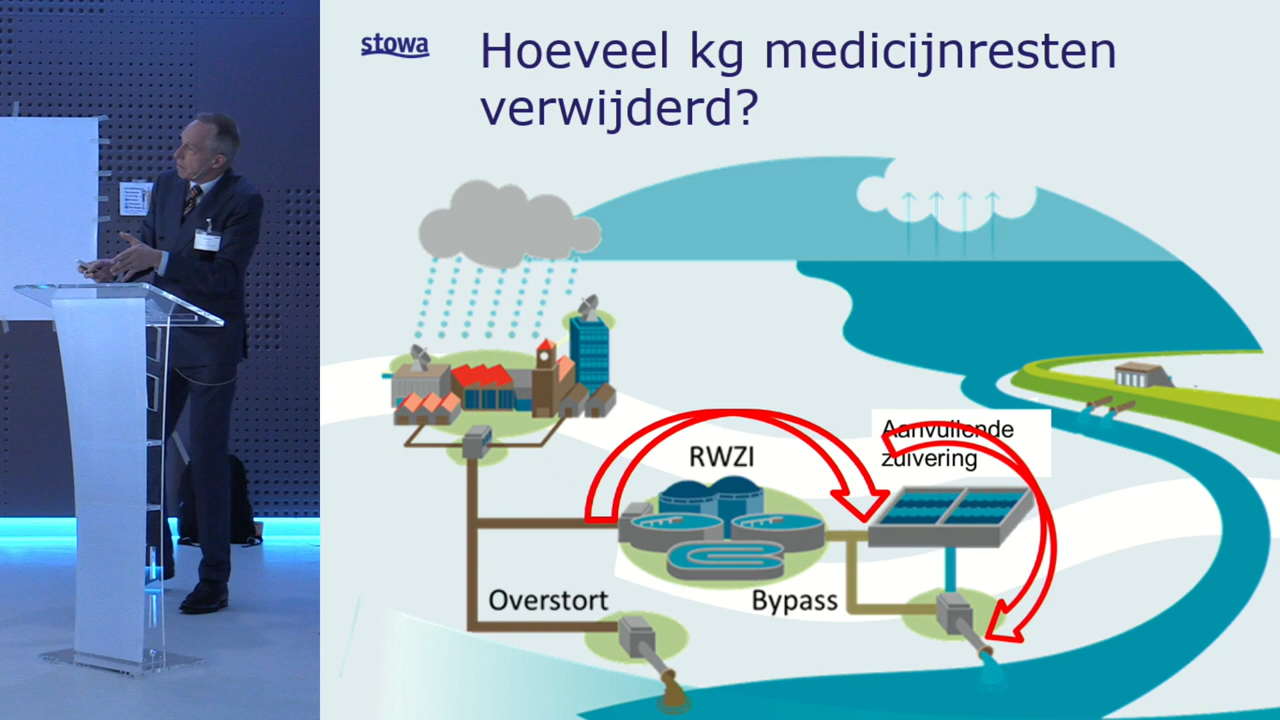 stowa
Hoeveel kg medicijnresten
verwijderd?
Aanvullende
zuivering
RWZI
Overstort
Bypass